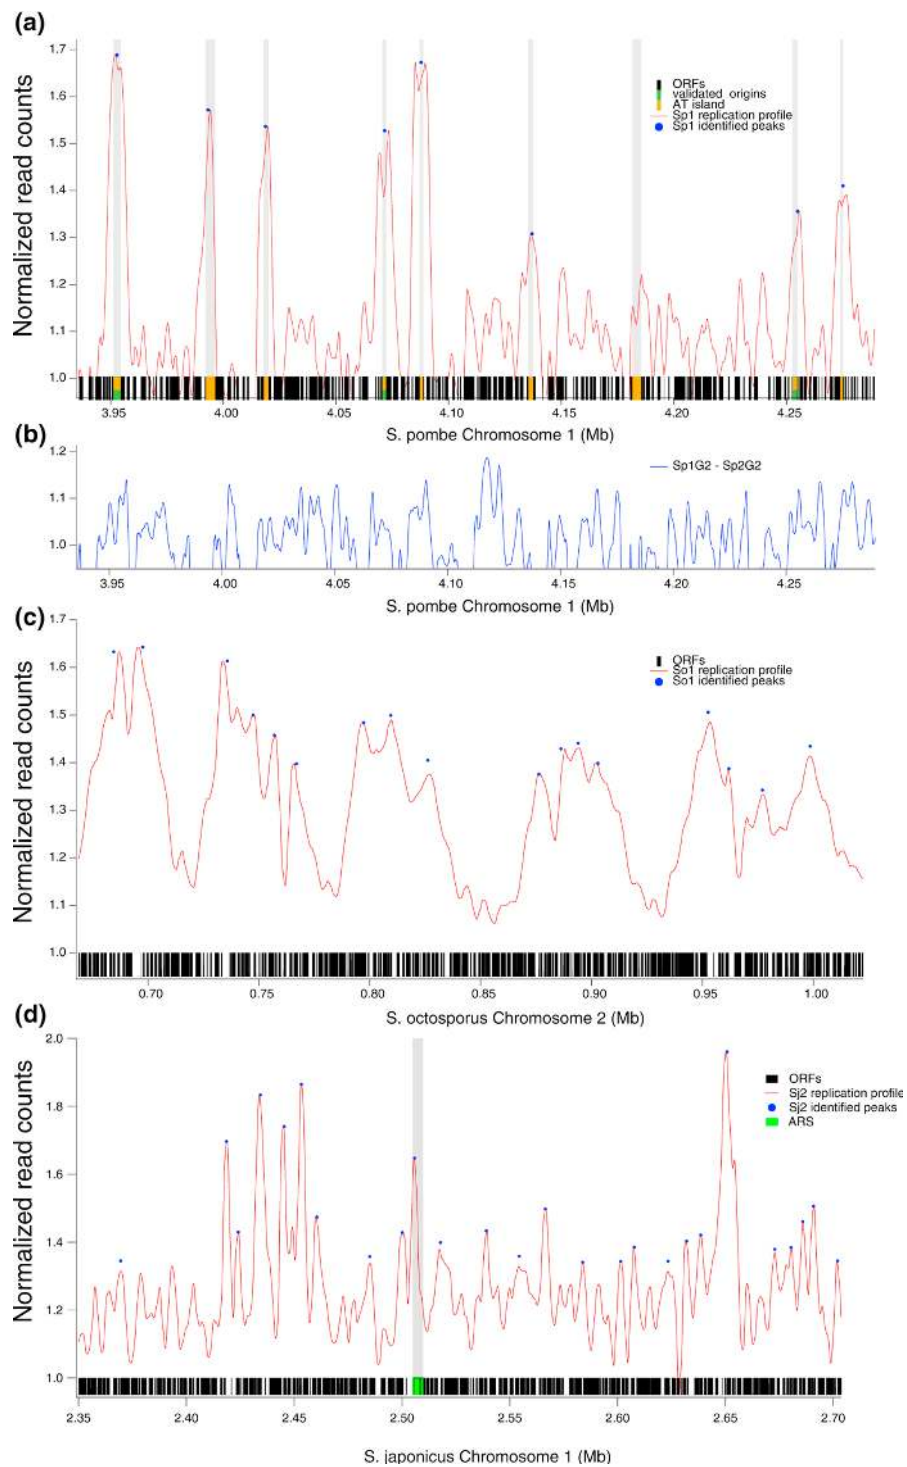 (a)
1.7
1.6
1.5
1.4
1.3
1.2
1.1
1.0
Normalized read counts
ORFs
validated origins
AT island
Sp1 replication profile
Sp1 identified peaks
3.95 4.00 4.05 4.10 4.15 4.20 4.25
S. pombe Chromosome 1 (Mb)
(b)
1.2
1.1
1.0
Sp1G2 - Sp2G2
3.95 4.00 4.05 4.10 4.15 4.20 4.25
S. pombe Chromosome 1 (Mb)
(c)
1.7
1.6
1.5
1.4
1.3
1.2
1.1
1.0
Normalized read counts
ORFs
So1 replication profile
So1 identified peaks
0.70 0.75 0.80 0.85 0.90 0.95 1.00
S. octosporus Chromosome 2 (Mb)
(d)
2.0
1.8
1.6
1.4
1.2
1.0
Normalized read counts
ORFs
Sj2 replication profile
Sj2 identified peaks
ARS
2.35 2.40 2.45 2.50 2.55 2.60 2.65 2.70
S. japonicus Chromosome 1 (Mb)